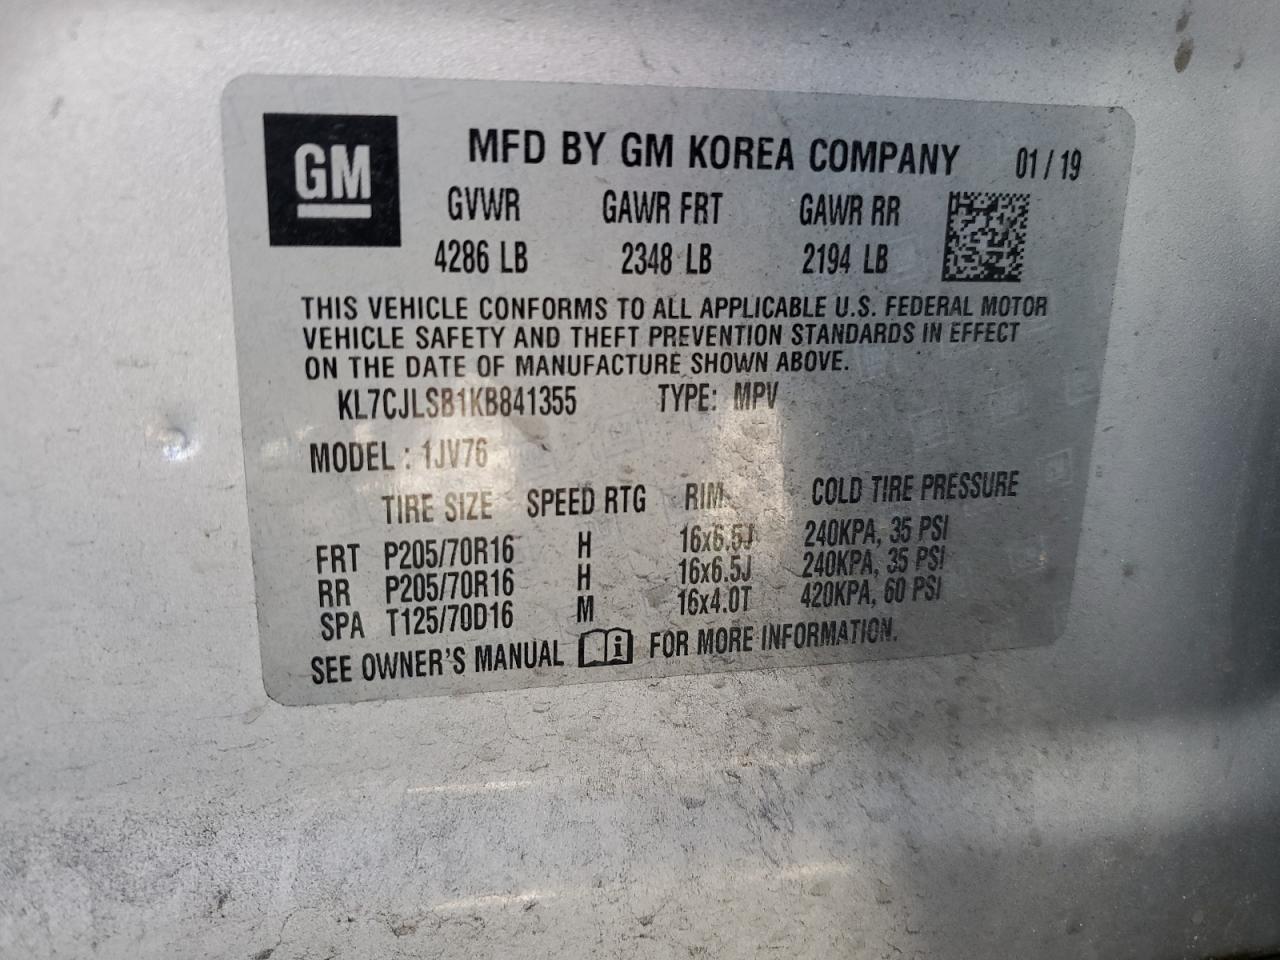 GM
MFD BY GM KOREA COMPANY 01 / 19
GVWR GAWR FRT GAWR RR
4286 LB 2348 LB 2194 LB
THIS VEHICLE CONFORMS TO ALL APPLICABLE U.S. FEDERAL MOTOR
VEHICLE SAFETY AND THEFT PREVENTION STANDARDS IN EFFECT
ON THE DATE OF MANUFACTURE SHOWN ABOVE.
KL7CJLSB1KB841355 TYPE: MPV
MODEL : 1JV76
TIRE SIZE SPEED RTG RIM COLD TIRE PRESSURE
FRT P205/70R16 H 16x6.5J 240KPA, 35 PSI
RR P205/70R16 H 16x6.5J 240KPA, 35 PSI
SPA T125/70D16 M 16x4.0T 420KPA, 60 PSI
SEE OWNER'S MANUAL i FOR MORE INFORMATION.